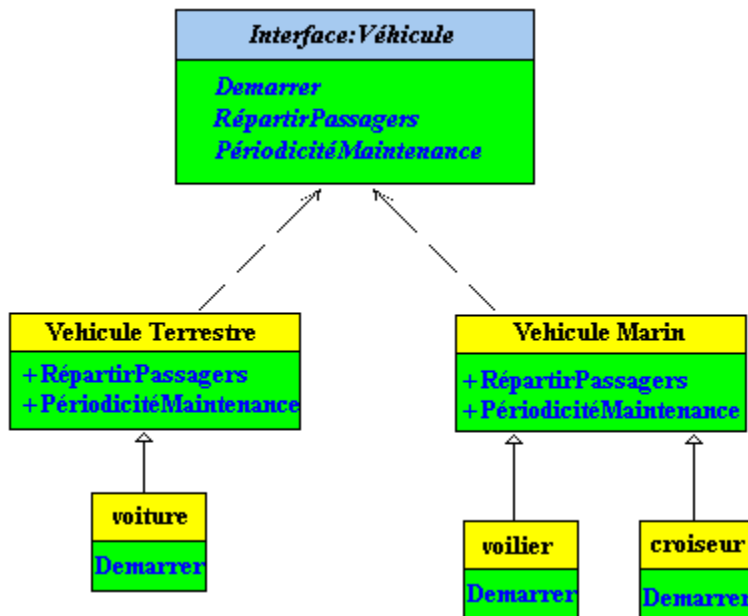 Interface:Véhicule
Demarrer
RépartirPassagers
PériodicitéMaintenance
Vehicule Terrestre
+RépartirPassagers
+PériodicitéMaintenance
Vehicule Marin
+RépartirPassagers
+PériodicitéMaintenance
voiture
Demarrer
voilier
Demarrer
croiseur
Demarrer